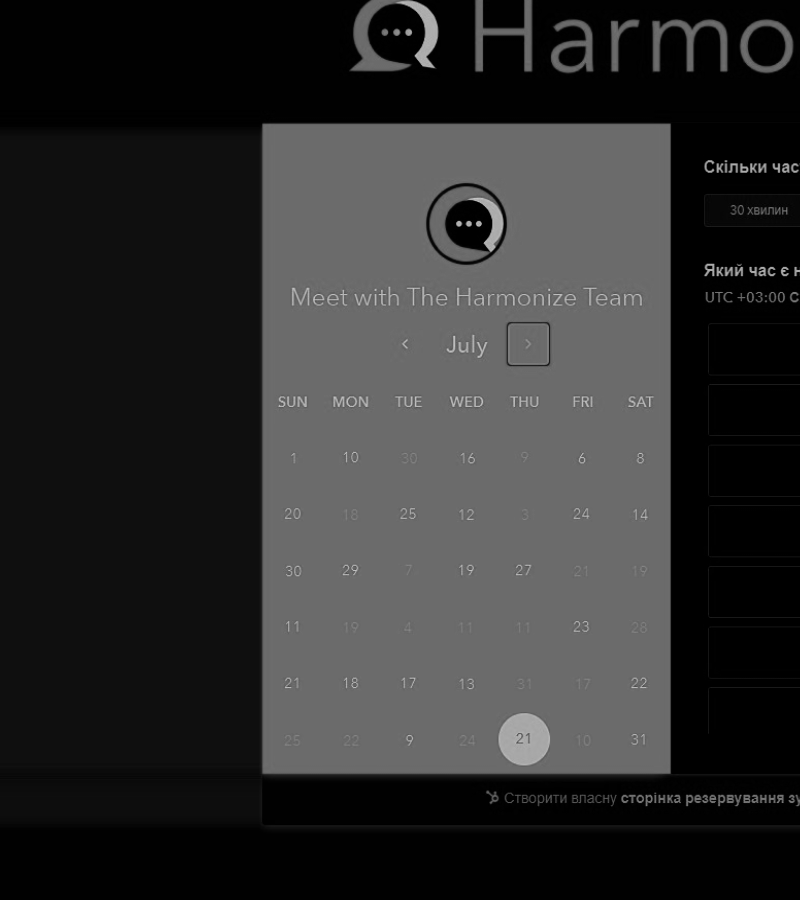 Harmo
Meet with The Harmonize Team
July
SUN MON TUE WED THU FRI SAT
1 10 30 16 9 6 8
20 18 25 12 3 24 14
30 29 7 19 27 21 19
11 19 4 11 11 23 28
21 18 17 13 31 17 22
25 22 9 24 21 10 31
Скільки час
30 хвилин
Який час є н
UTC +03:00 С
Створити власну сторінка резервування зу